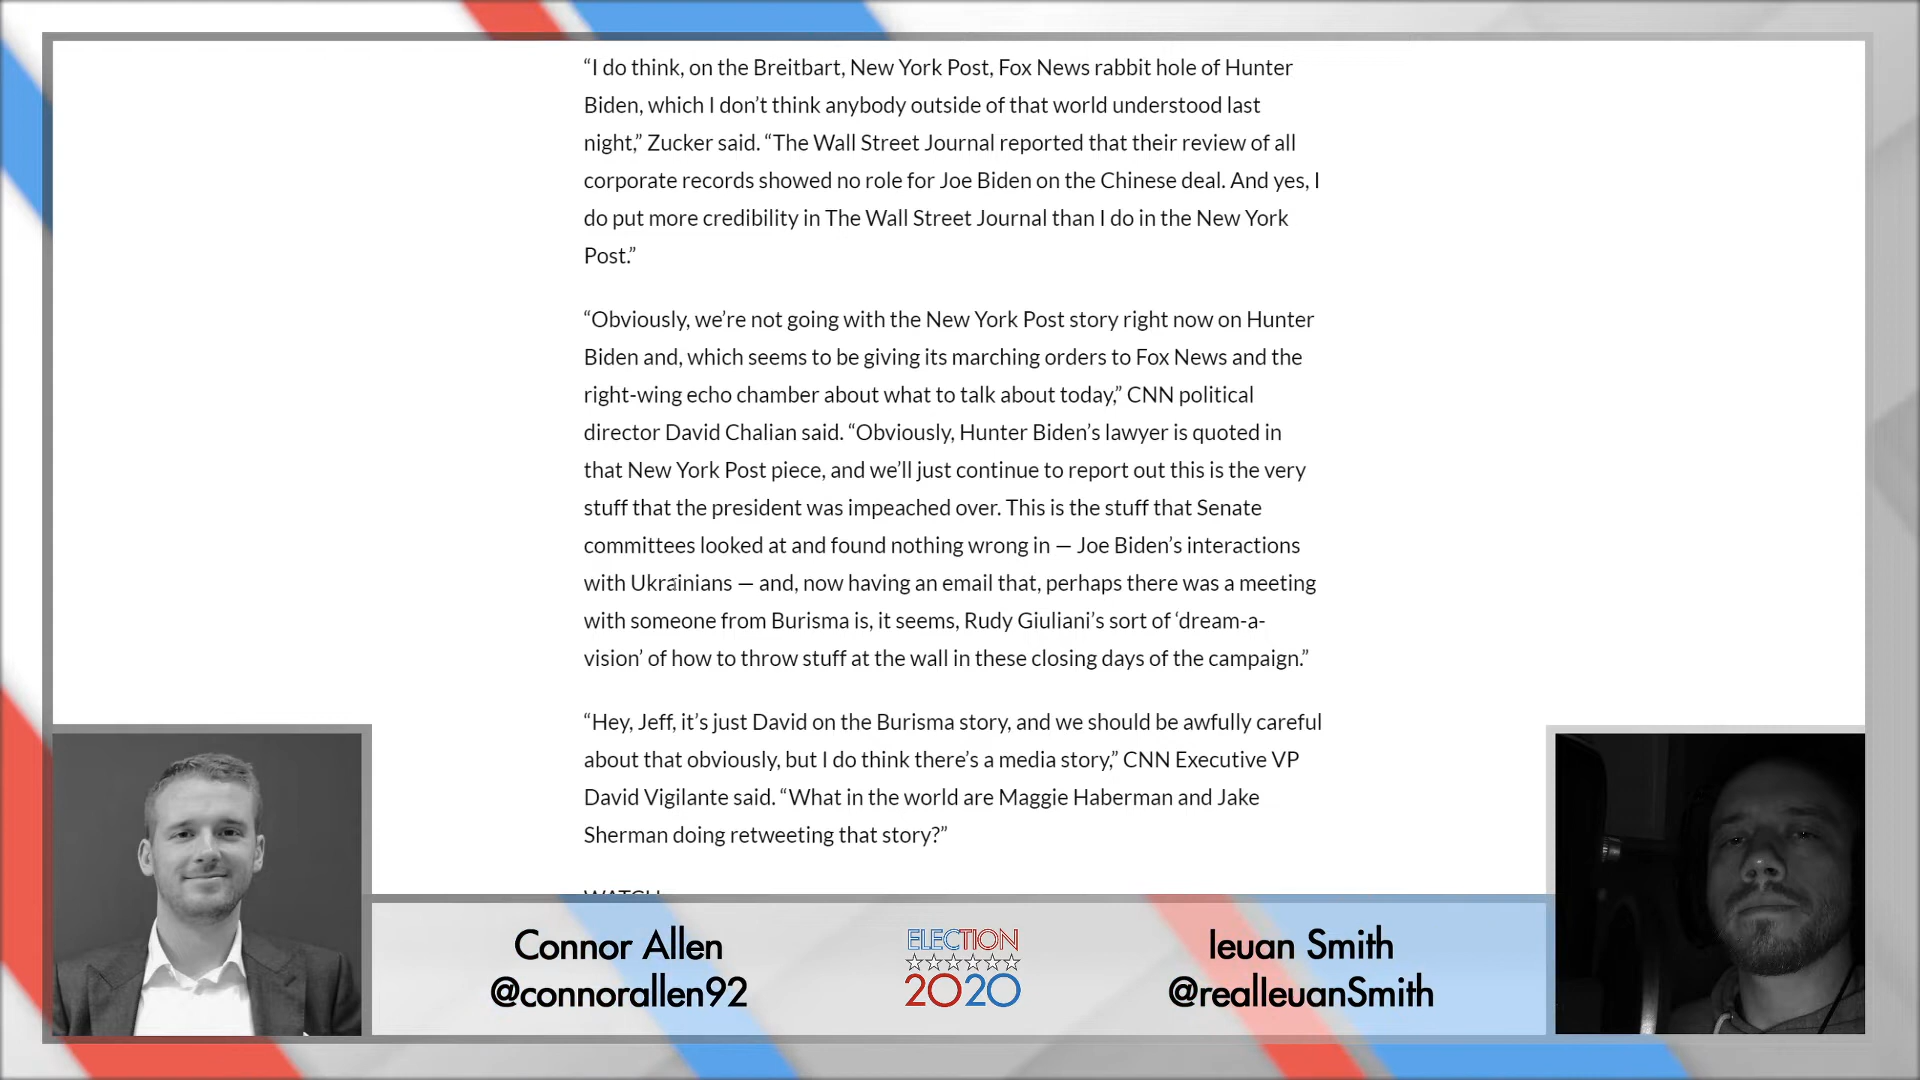 “I do think, on the Breitbart, New York Post, Fox News rabbit hole of Hunter
Biden, which I don’t think anybody outside of that world understood last
night,” Zucker said. “The Wall Street Journal reported that their review of all
corporate records showed no role for Joe Biden on the Chinese deal. And yes, I
do put more credibility in The Wall Street Journal than I do in the New York
Post.”
“Obviously, we’re not going with the New York Post story right now on Hunter
Biden and, which seems to be giving its marching orders to Fox News and the
right-wing echo chamber about what to talk about today,” CNN political
director David Chalian said. “Obviously, Hunter Biden’s lawyer is quoted in
that New York Post piece, and we’ll just continue to report out this is the very
stuff that the president was impeached over. This is the stuff that Senate
committees looked at and found nothing wrong in — Joe Biden’s interactions
with Ukrainians — and, now having an email that, perhaps there was a meeting
with someone from Burisma is, it seems, Rudy Giuliani’s sort of ‘dream-a-
vision’ of how to throw stuff at the wall in these closing days of the campaign.”
“Hey, Jeff, it’s just David on the Burisma story, and we should be awfully careful
about that obviously, but I do think there’s a media story,” CNN Executive VP
David Vigilante said. “What in the world are Maggie Haberman and Jake
Sherman doing retweeting that story?”
WATCH
Connor Allen
@connorallen92
ELECTION
2020
Ieuan Smith
@realIeuanSmith